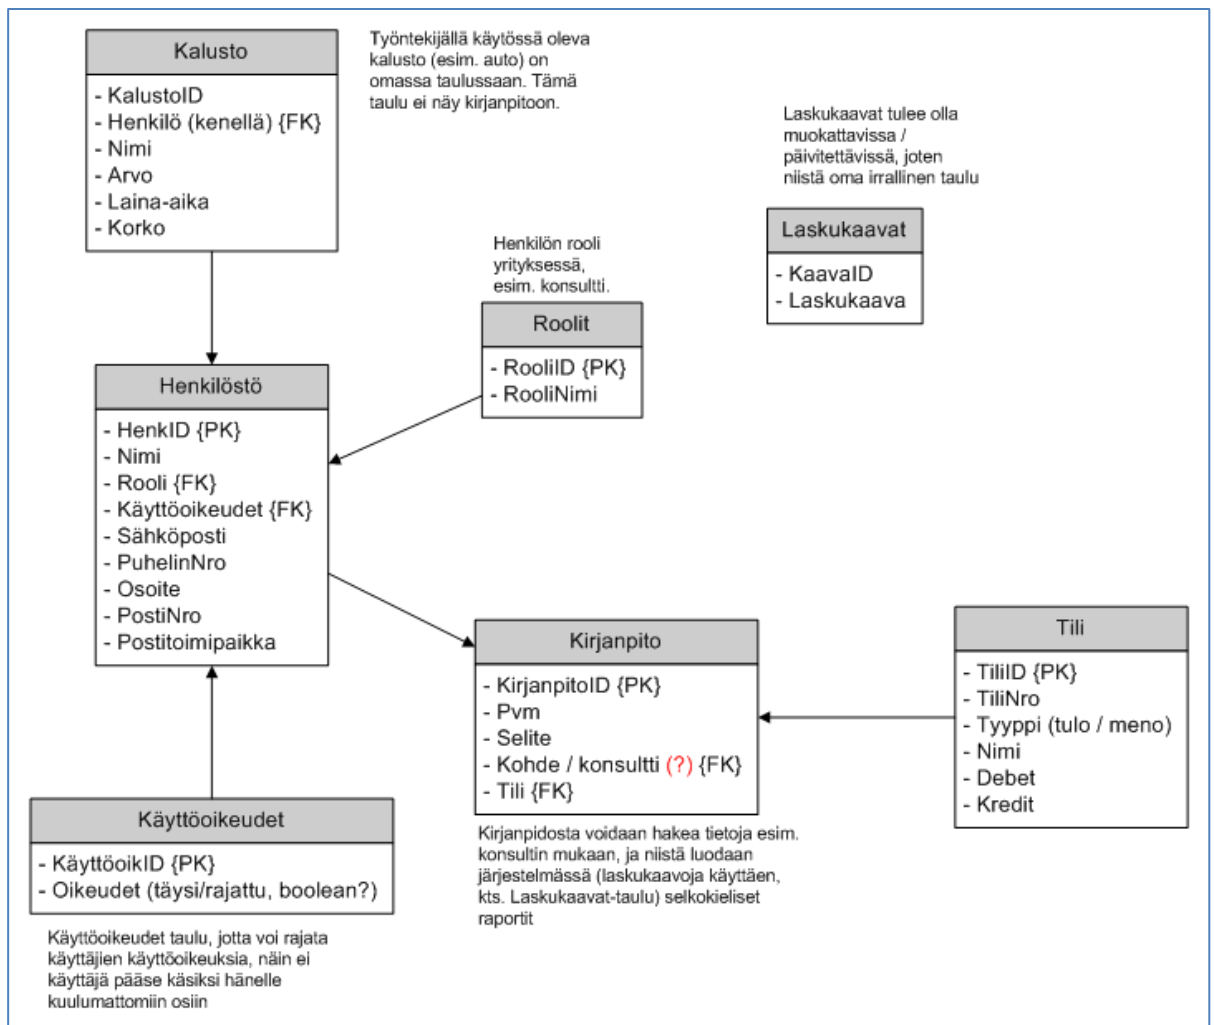 Kalusto
- KalustoID
- Henkilö (kenellä) {FK}
- Nimi
- Arvo
- Laina-aika
- Korko
Työntekijällä käytössä oleva
kalusto (esim. auto) on
omassa taulussaan. Tämä
taulu ei näy kirjanpitoon.
Laskukaavat tulee olla
muokattavissa /
päivitettävissä, joten
niistä oma irrallinen taulu
Laskukaavat
- KaavaID
- Laskukaava
Henkilön rooli
yrityksessä,
esim. konsultti.
Roolit
- RooliID {PK}
- RooliNimi
Henkilöstö
- HenkID {PK}
- Nimi
- Rooli {FK}
- Käyttöoikeudet {FK}
- Sähköposti
- PuhelinNro
- Osoite
- PostiNro
- Postitoimipaikka
Kirjanpito
- KirjanpitoID {PK}
- Pvm
- Selite
- Kohde / konsultti (?) {FK}
- Tili {FK}
Kirjanpidosta voidaan hakea tietoja esim.
konsultin mukaan, ja niistä luodaan
järjestelmässä (laskukaavoja käyttäen,
kts. Laskukaavat-taulu) selkokieliset
raportit
Tili
- TiliID {PK}
- TiliNro
- Tyyppi (tulo / meno)
- Nimi
- Debet
- Kredit
Käyttöoikeudet
- KäyttöoikID {PK}
- Oikeudet (täysi/rajattu, boolean?)
Käyttöoikeudet taulu, jotta voi rajata
käyttäjien käyttöoikeuksia, näin ei
käyttäjä pääse käsiksi hänelle
kuulumattomiin osiin